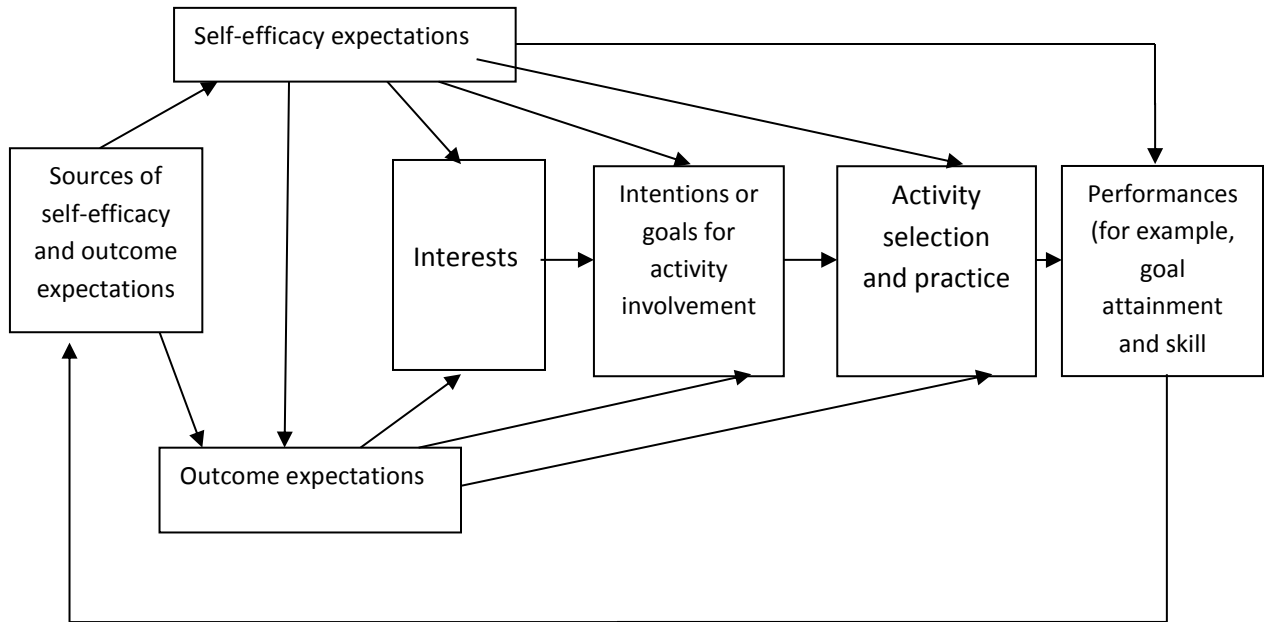 Self-efficacy expectations
Sources of
self-efficacy
and outcome
expectations
Interests
Intentions or
goals for
activity
involvement
Activity
selection
and practice
Performances
(for example,
goal
attainment
and skill
Outcome expectations